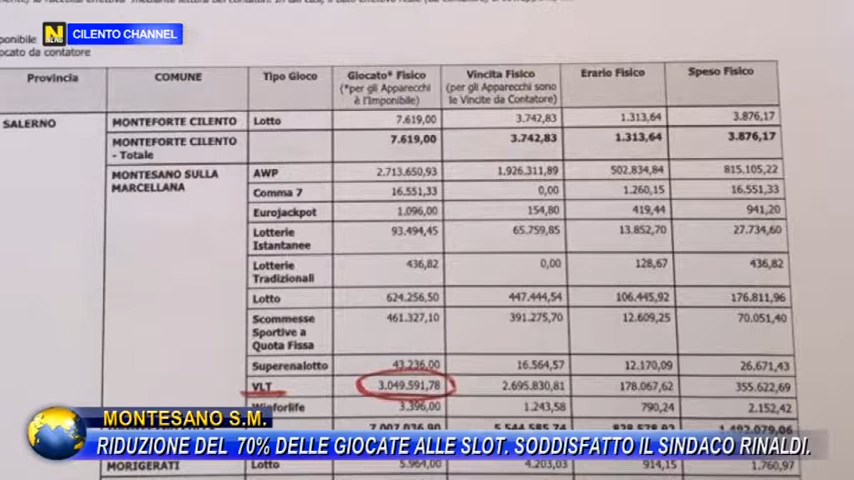 N
CILENTO CHANNEL
ponibile
ocato da contatore
Provincia COMUNE Tipo Gioco Giocato* Fisico (*per gli Apparecchi è l'Imponibile) Vincita Fisico (per gli Apparecchi sono le Vincite da Contatore) Erario Fisico Speso Fisico
SALERNO MONTEFORTE CILENTO Lotto 7.619,00 3.742,83 1.313,64 3.876,17
MONTEFORTE CILENTO - Totale 7.619,00 3.742,83 1.313,64 3.876,17
MONTESANO SULLA MARCELLANA AWP 2.713.650,93 1.926.311,89 502.834,84 815.105,22
Comma 7 16.551,33 0,00 1.260,15 16.551,33
Eurojackpot 1.096,00 154,80 419,44 941,20
Lotterie Istantanee 93.494,45 65.759,85 13.852,70 27.734,60
Lotterie Tradizionali 436,82 0,00 128,67 436,82
Lotto 624.256,50 447.444,54 106.445,92 176.811,96
Scommesse Sportive a Quota Fissa 461.327,10 391.275,70 12.609,25 70.051,40
Superenalotto 43.236,00 16.564,57 12.170,09 26.671,43
VLT 3.049.591,78 2.695.830,81 178.067,62 355.622,69
Winforlife 3.396,00 1.243,58 790,24 2.152,42
MONTESANO S.M.
RIDUZIONE DEL 70% DELLE GIOCATE ALLE SLOT. SODDISFATTO IL SINDACO RINALDI.
MORIGERATI Lotto 5.964,00 4.203,03 914,15 1.760,97